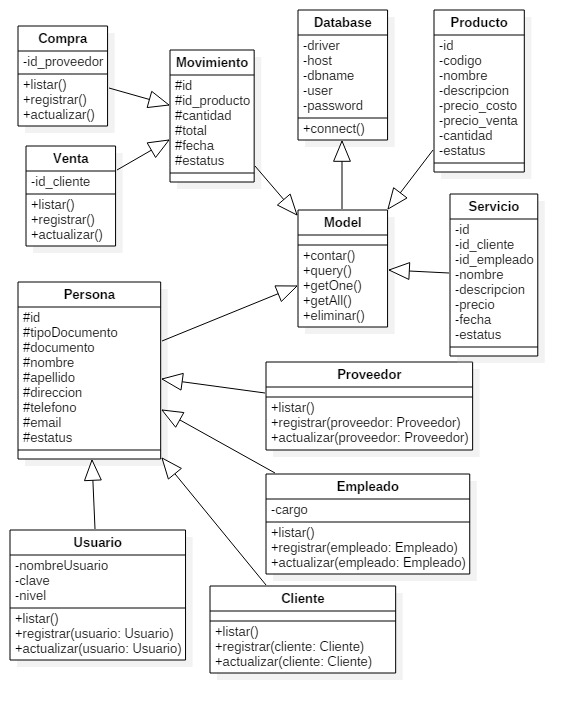 Compra
-id_proveedor
+listar()
+registrar()
+actualizar()
Venta
-id_cliente
+listar()
+registrar()
+actualizar()
Movimiento
#id
#id_producto
#cantidad
#total
#fecha
#estatus
Database
-driver
-host
-dbname
-user
-password
+connect()
Producto
-id
-codigo
-nombre
-descripcion
-precio_costo
-precio_venta
-cantidad
-estatus
Model
+contar()
+query()
+getOne()
+getAll()
+eliminar()
Servicio
-id
-id_cliente
-id_empleado
-nombre
-descripcion
-precio
-fecha
-estatus
Persona
#id
#tipoDocumento
#documento
#nombre
#apellido
#direccion
#telefono
#email
#estatus
Proveedor
+listar()
+registrar(proveedor: Proveedor)
+actualizar(proveedor: Proveedor)
Empleado
-cargo
+listar()
+registrar(empleado: Empleado)
+actualizar(empleado: Empleado)
Usuario
-nombreUsuario
-clave
-nivel
+listar()
+registrar(usuario: Usuario)
+actualizar(usuario: Usuario)
Cliente
+listar()
+registrar(cliente: Cliente)
+actualizar(cliente: Cliente)